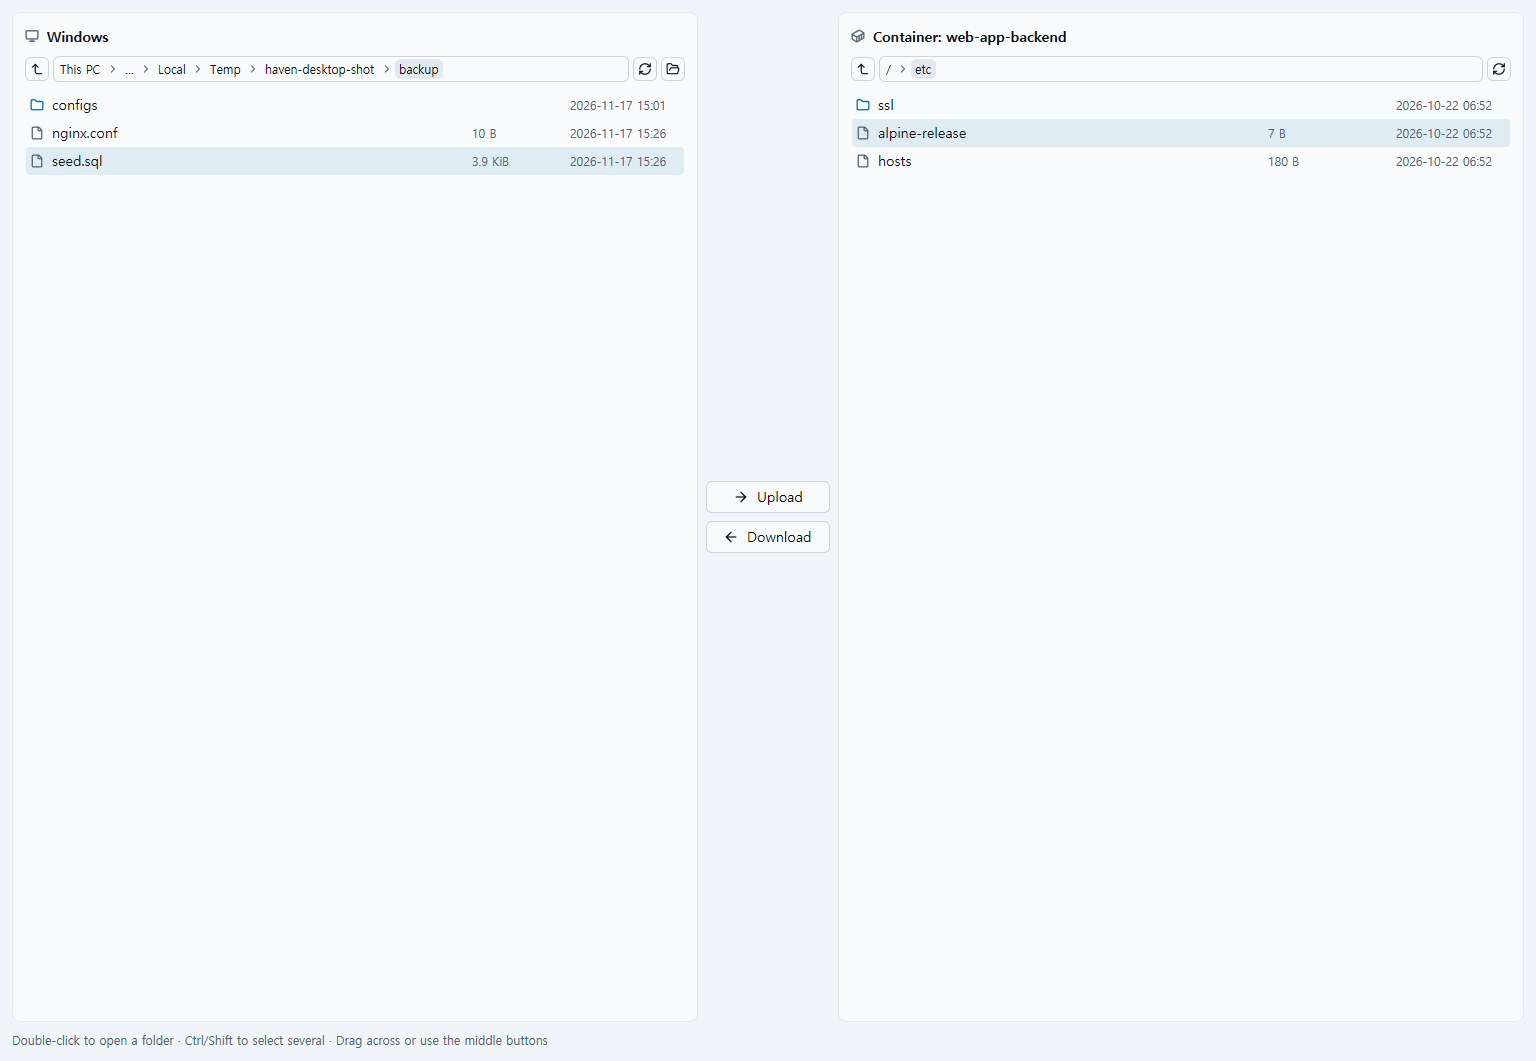 Windows
This PC > ... > Local > Temp > haven-desktop-shot > backup
configs 2026-11-17 15:01
nginx.conf 10 B 2026-11-17 15:26
seed.sql 3.9 KiB 2026-11-17 15:26
Upload
Download
Container: web-app-backend
/ > etc
ssl 2026-10-22 06:52
alpine-release 7 B 2026-10-22 06:52
hosts 180 B 2026-10-22 06:52
Double-click to open a folder · Ctrl/Shift to select several · Drag across or use the middle buttons